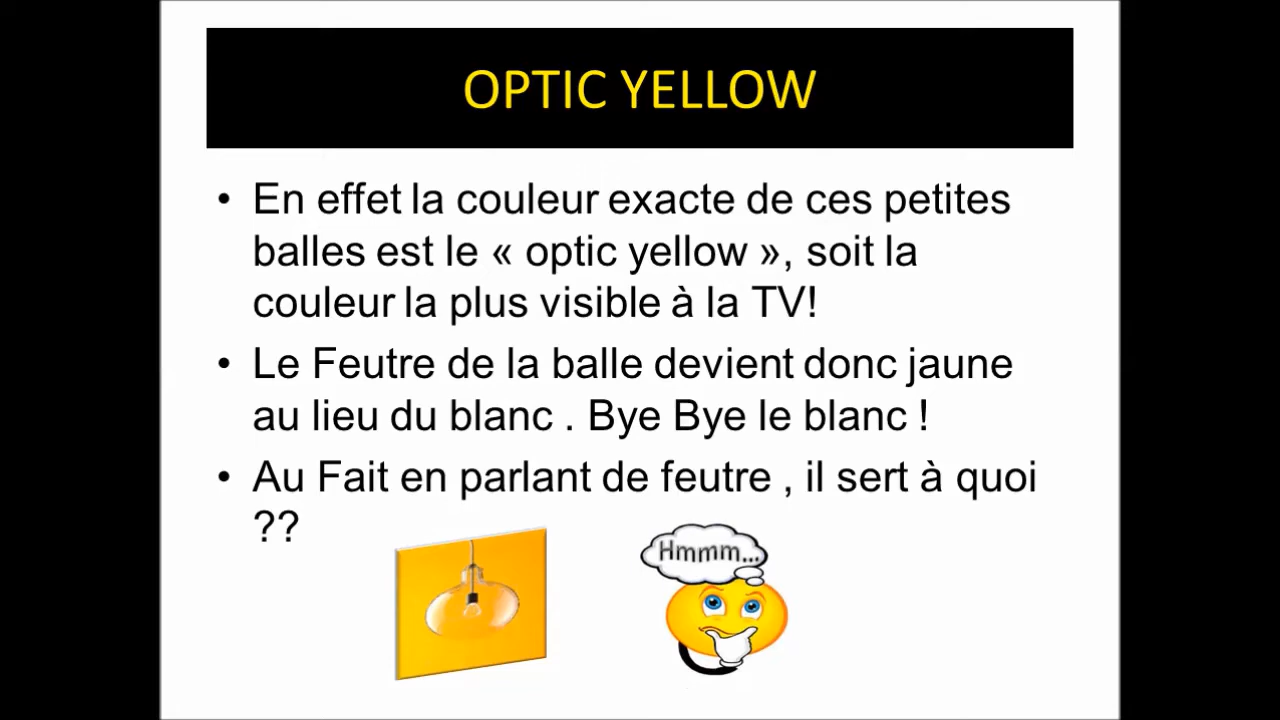 OPTIC YELLOW
• En effet la couleur exacte de ces petites
balles est le « optic yellow », soit la
couleur la plus visible à la TV!
• Le Feutre de la balle devient donc jaune
au lieu du blanc . Bye Bye le blanc !
• Au Fait en parlant de feutre , il sert à quoi
??
Hmmm...